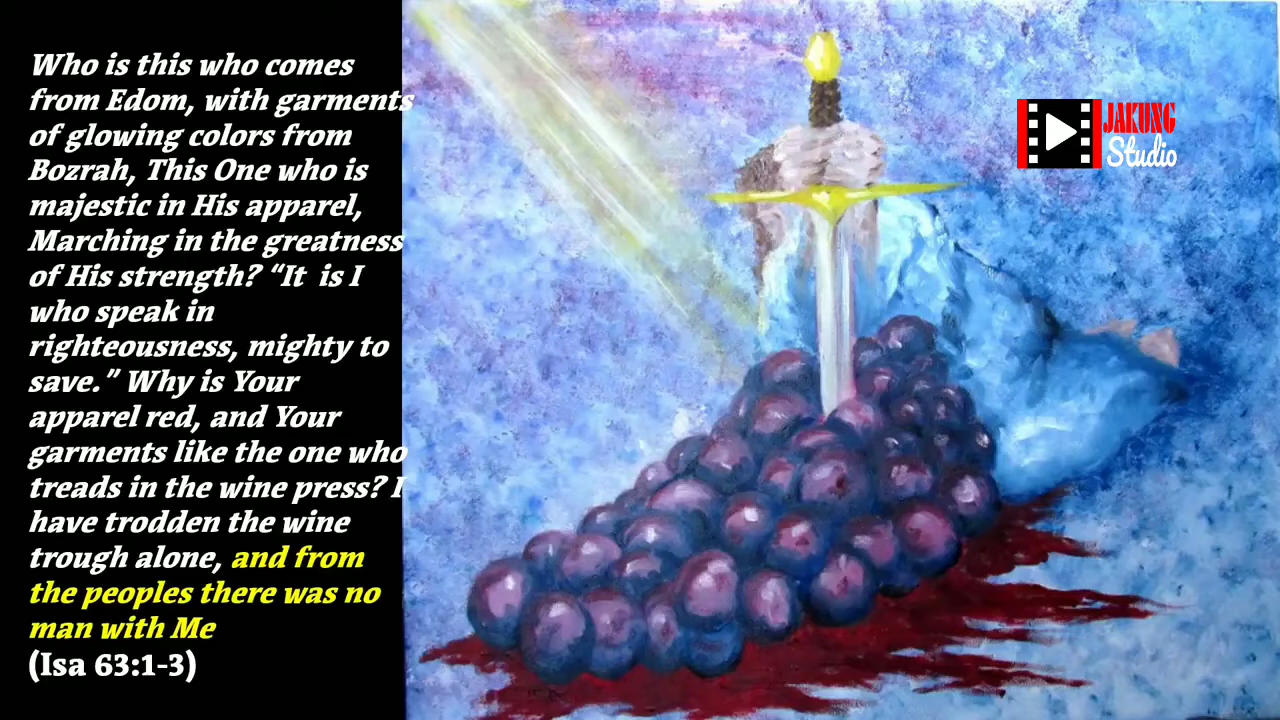 Who is this who comes
from Edom, with garments
of glowing colors from
Bozrah, This One who is
majestic in His apparel,
Marching in the greatness
of His strength? “It  is I
who speak in
righteousness, mighty to
save.” Why is Your
apparel red, and Your
garments like the one who
treads in the wine press? I
have trodden the wine
trough alone, and from
the peoples there was no
man with Me
(Isa 63:1-3)
JAKUNG
Studio